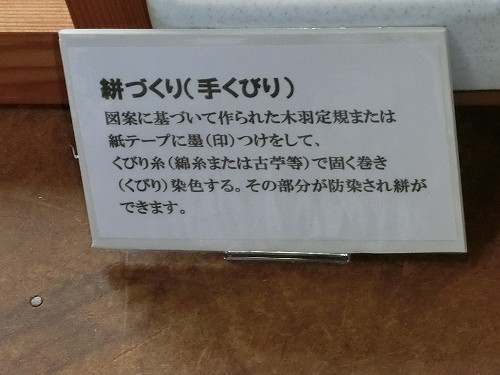 絣づくり（手くびり）
図案に基づいて作られた木羽定規または
紙テープに墨（印）つけをして、
くびり糸（綿糸または古苧等）で固く巻き
（くびり）染色する。その部分が防染され絣が
できます。